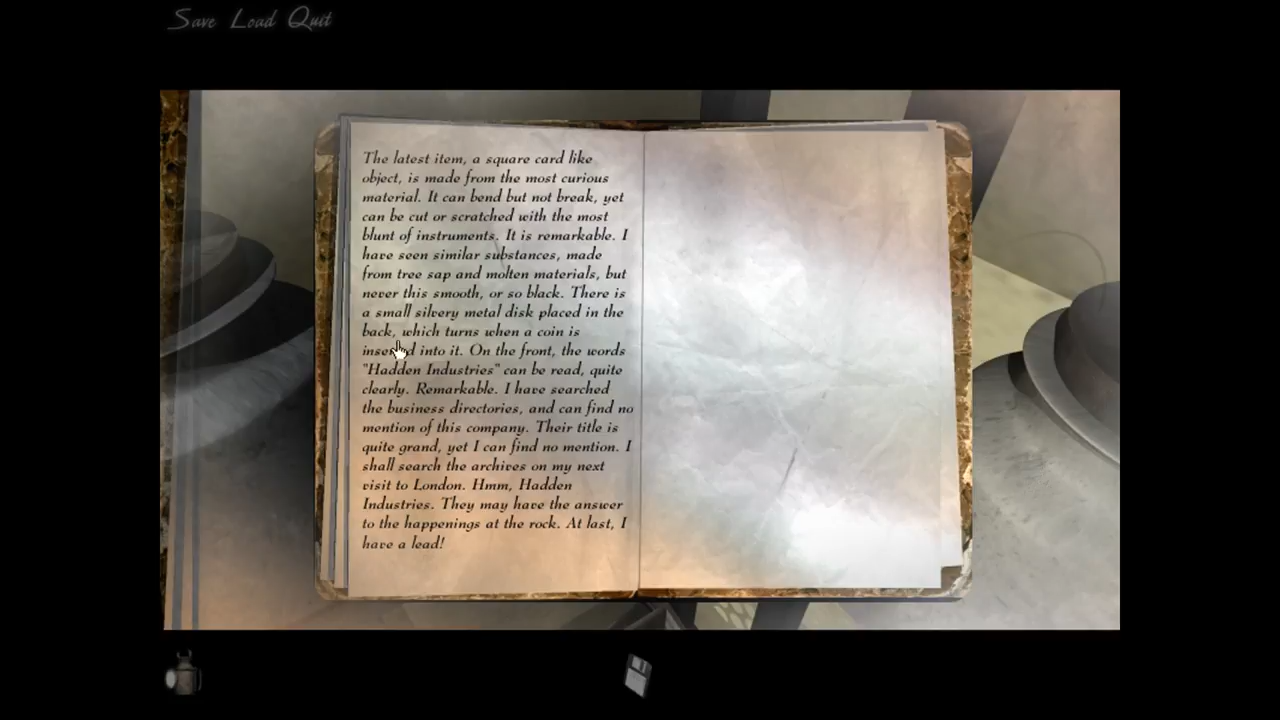 Save Load Quit
The latest item, a square card like
object, is made from the most curious
material. It can bend but not break, yet
can be cut or scratched with the most
blunt of instruments. It is remarkable. I
have seen similar substances, made
from tree sap and molten materials, but
never this smooth, or so black. There is
a small silvery metal disk placed in the
back, which turns when a coin is
inserted into it. On the front, the words
"Hadden Industries" can be read, quite
clearly. Remarkable. I have searched
the business directories, and can find no
mention of this company. Their title is
quite grand, yet I can find no mention. I
shall search the archives on my next
visit to London. Hmm, Hadden
Industries. They may have the answer
to the happenings at the rock. At last, I
have a lead!